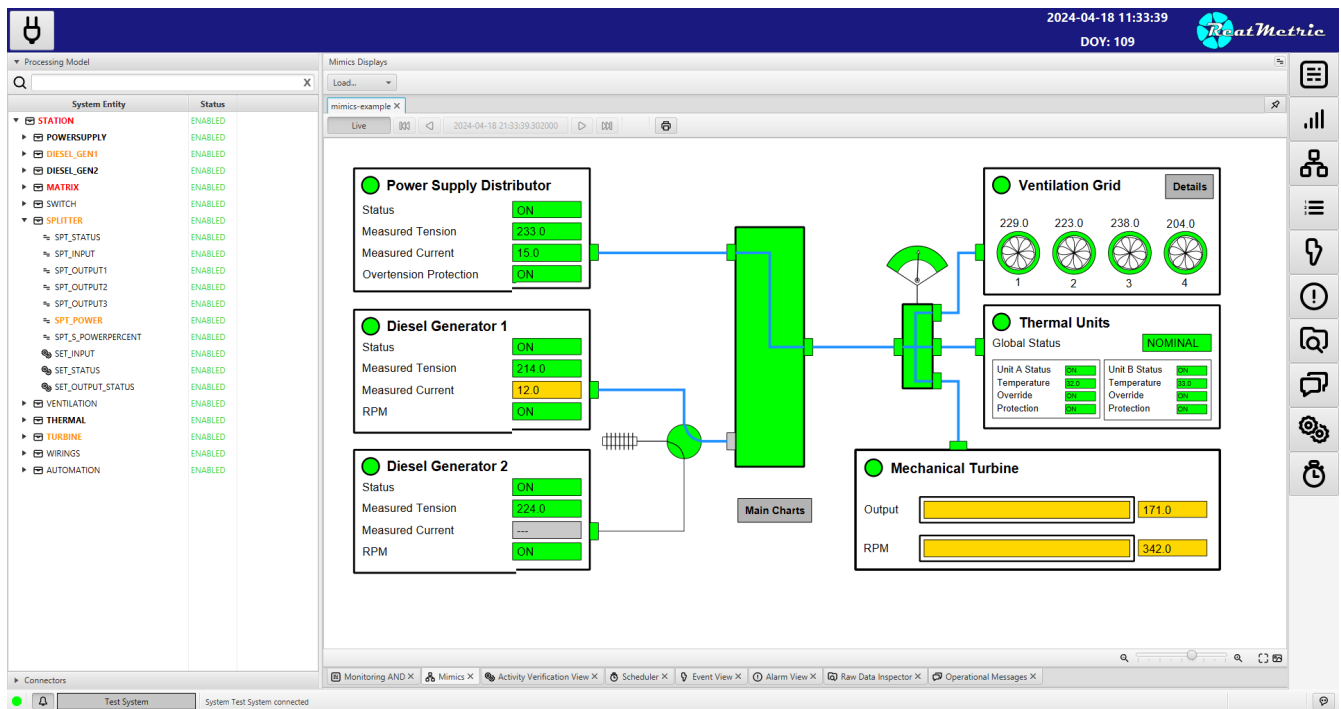 2024-04-18 11:33:39
DOY: 109
ReatMetric
Processing Model
X
System Entity Status
STATION ENABLED
POWERSUPPLY ENABLED
DIESEL_GEN1 ENABLED
DIESEL_GEN2 ENABLED
MATRIX ENABLED
SWITCH ENABLED
SPLITTER ENABLED
SPT_STATUS ENABLED
SPT_INPUT ENABLED
SPT_OUTPUT1 ENABLED
SPT_OUTPUT2 ENABLED
SPT_OUTPUT3 ENABLED
SPT_POWER ENABLED
SPT_S_POWERPERCENT ENABLED
SET_INPUT ENABLED
SET_STATUS ENABLED
SET_OUTPUT_STATUS ENABLED
VENTILATION ENABLED
THERMAL ENABLED
TURBINE ENABLED
WIRINGS ENABLED
AUTOMATION ENABLED
Connectors
Mimics Displays
Load...
mimics-example X
Live 2024-04-18 21:33:39.302000
Power Supply Distributor
Status ON
Measured Tension 233.0
Measured Current 15.0
Overtension Protection ON
Diesel Generator 1
Status ON
Measured Tension 214.0
Measured Current 12.0
RPM ON
Diesel Generator 2
Status ON
Measured Tension 224.0
Measured Current ---
RPM ON
Main Charts
Ventilation Grid Details
229.0 223.0 238.0 204.0
1 2 3 4
Thermal Units
Global Status NOMINAL
Unit A Status ON
Temperature 32.0
Override ON
Protection ON
Unit B Status ON
Temperature 33.0
Override ON
Protection ON
Mechanical Turbine
Output 171.0
RPM 342.0
Monitoring AND X Mimics X Activity Verification View X Scheduler X Event View X Alarm View X Raw Data Inspector X Operational Messages X
Test System System Test System connected